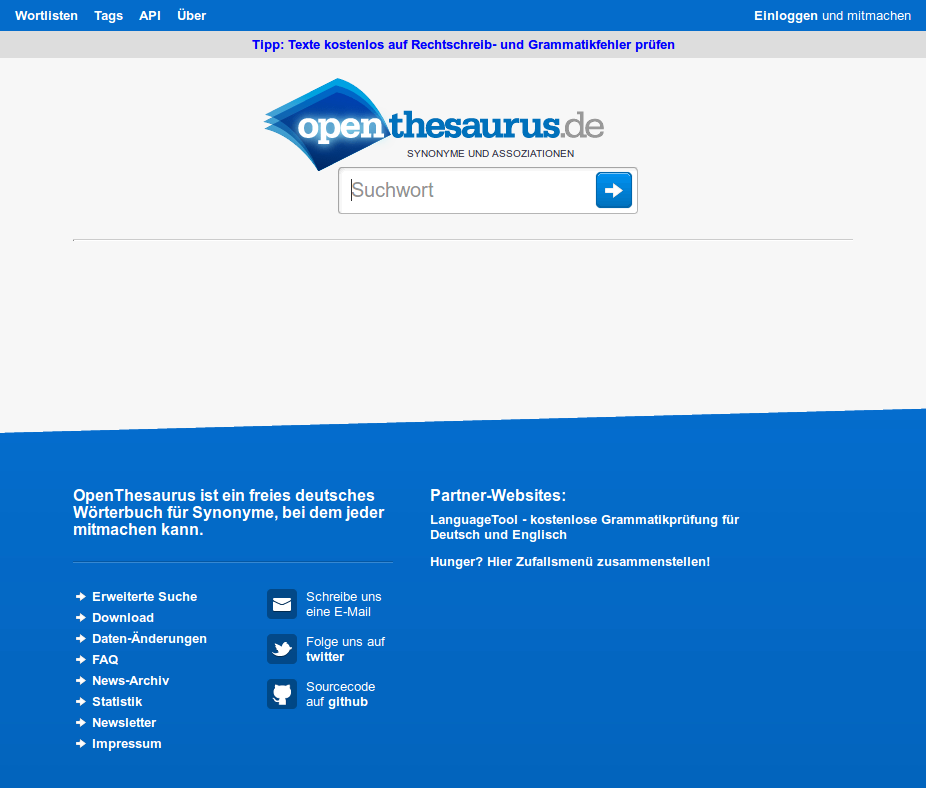 Wortlisten Tags API Über Einloggen und mitmachen
Tipp: Texte kostenlos auf Rechtschreib- und Grammatikfehler prüfen
openthesaurus.de
SYNONYME UND ASSOZIATIONEN
Suchwort
OpenThesaurus ist ein freies deutsches
Wörterbuch für Synonyme, bei dem jeder
mitmachen kann.
Erweiterte Suche
Download
Daten-Änderungen
FAQ
News-Archiv
Statistik
Newsletter
Impressum
Schreibe uns
eine E-Mail
Folge uns auf
twitter
Sourcecode
auf github
Partner-Websites:
LanguageTool - kostenlose Grammatikprüfung für
Deutsch und Englisch
Hunger? Hier Zufallsmenü zusammenstellen!